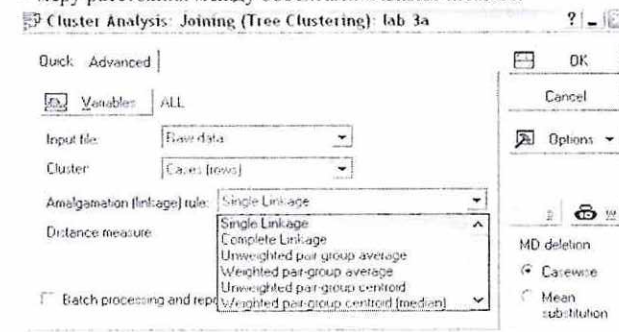 Cluster Analysis: Joining (Tree Clustering): lab 3a
Quick Advanced
OK
Cancel
Variables ALL
Options
Input file: Raw data
Cluster Cases (rows)
Amalgamation (linkage) rule: Single Linkage
Distance measure
Single Linkage
Complete Linkage
Unweighted pair-group average
Weighted pair-group average
Unweighted pair-group centroid
Weighted pair-group centroid (median)
MD deletion
Casewise
Mean substitution
Batch processing and repo